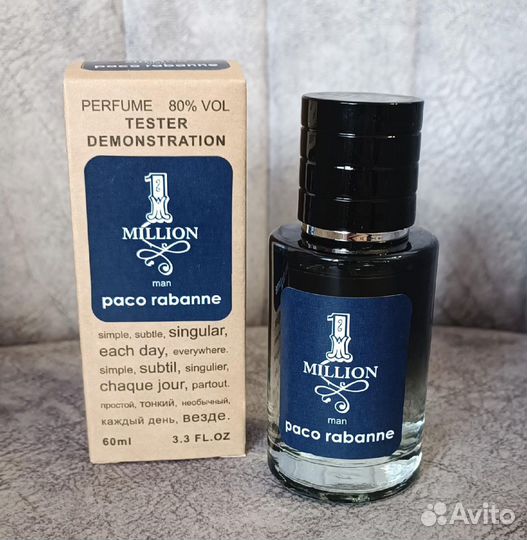 paco rabanne
PERFUME 80% VOL
TESTER
DEMONSTRATION
1
MILLION
man
paco rabanne
simple, subtle, singular,
each day, everywhere.
simple, subtil, singulier,
chaque jour, partout.
простой, тонкий, необычный,
каждый день, везде.
60ml 3.3 FL.OZ
1
MILLION
man
paco rabanne
Avito